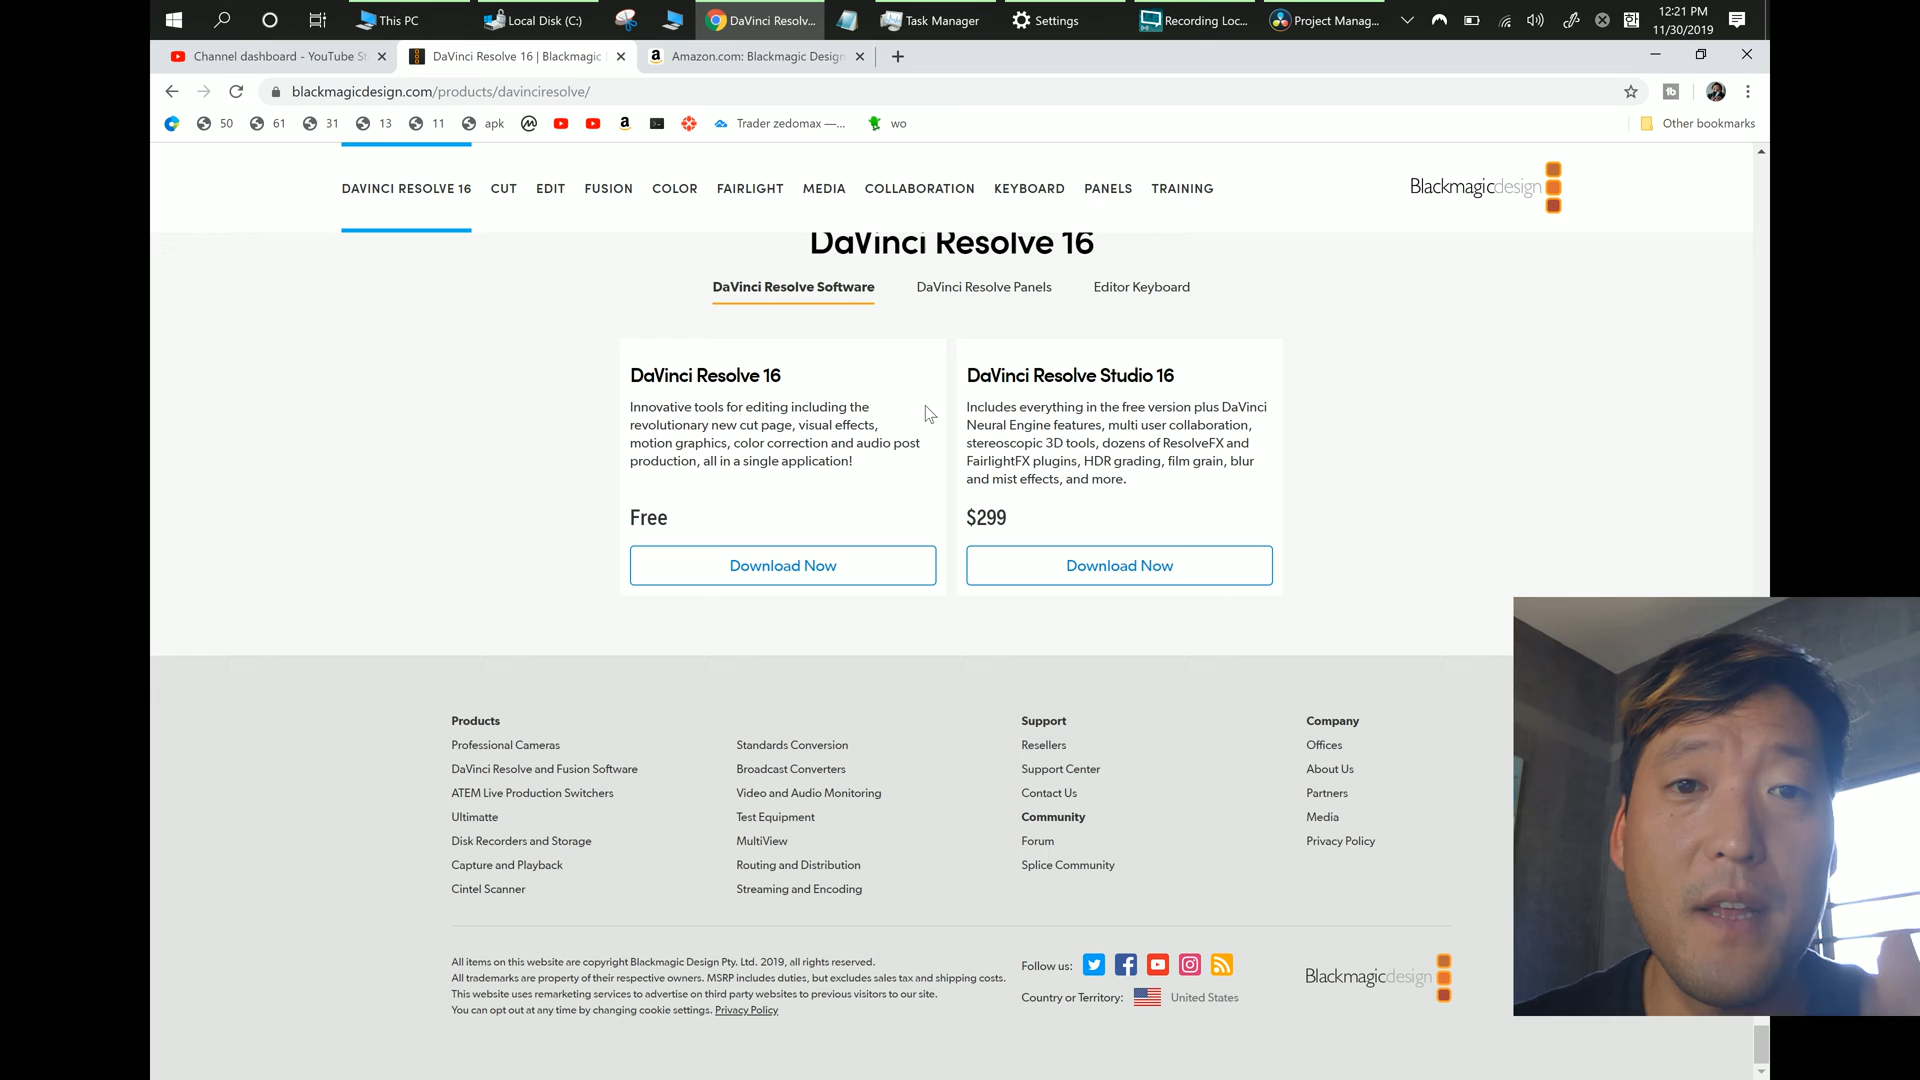 This PC
Local Disk (C:)
DaVinci Resolv...
Task Manager
Settings
Recording Loc...
Project Manag...
12:21 PM
11/30/2019
Channel dashboard - YouTube St
DaVinci Resolve 16 | Blackmagic
Amazon.com: Blackmagic Design
blackmagicdesign.com/products/davinciresolve/
50
61
31
13
11
apk
Trader zedomax —...
wo
Other bookmarks
DAVINCI RESOLVE 16
CUT
EDIT
FUSION
COLOR
FAIRLIGHT
MEDIA
COLLABORATION
KEYBOARD
PANELS
TRAINING
Blackmagicdesign
DaVinci Resolve 16
DaVinci Resolve Software
DaVinci Resolve Panels
Editor Keyboard
DaVinci Resolve 16
Innovative tools for editing including the
revolutionary new cut page, visual effects,
motion graphics, color correction and audio post
production, all in a single application!
Free
Download Now
DaVinci Resolve Studio 16
Includes everything in the free version plus DaVinci
Neural Engine features, multi user collaboration,
stereoscopic 3D tools, dozens of ResolveFX and
FairlightFX plugins, HDR grading, film grain, blur
and mist effects, and more.
$299
Download Now
Products
Professional Cameras
DaVinci Resolve and Fusion Software
ATEM Live Production Switchers
Ultimatte
Disk Recorders and Storage
Capture and Playback
Cintel Scanner
Standards Conversion
Broadcast Converters
Video and Audio Monitoring
Test Equipment
MultiView
Routing and Distribution
Streaming and Encoding
Support
Resellers
Support Center
Contact Us
Community
Forum
Splice Community
Company
Offices
About Us
Partners
Media
Privacy Policy
All items on this website are copyright Blackmagic Design Pty. Ltd. 2019, all rights reserved.
All trademarks are property of their respective owners. MSRP includes duties, but excludes sales tax and shipping costs.
This website uses remarketing services to advertise on third party websites to previous visitors to our site.
You can opt out at any time by changing cookie settings. Privacy Policy
Follow us:
Country or Territory:
United States
Blackmagicdesign